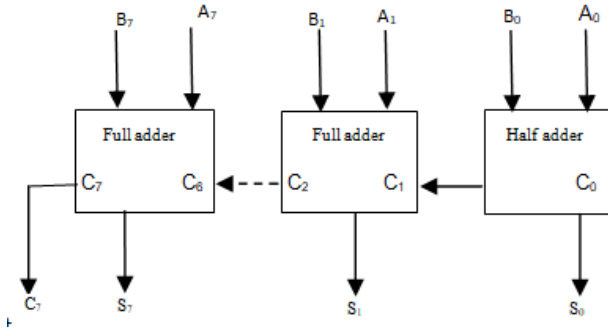 B₇ A₇ B₁ A₁ B₀ A₀
Full adder Full adder Half adder
C₇ C₆ C₂ C₁ C₀
C₇ S₇ S₁ S₀